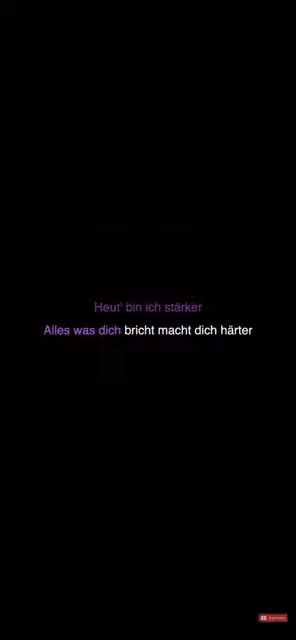 Heut' bin ich stärker
Alles was dich bricht macht dich härter